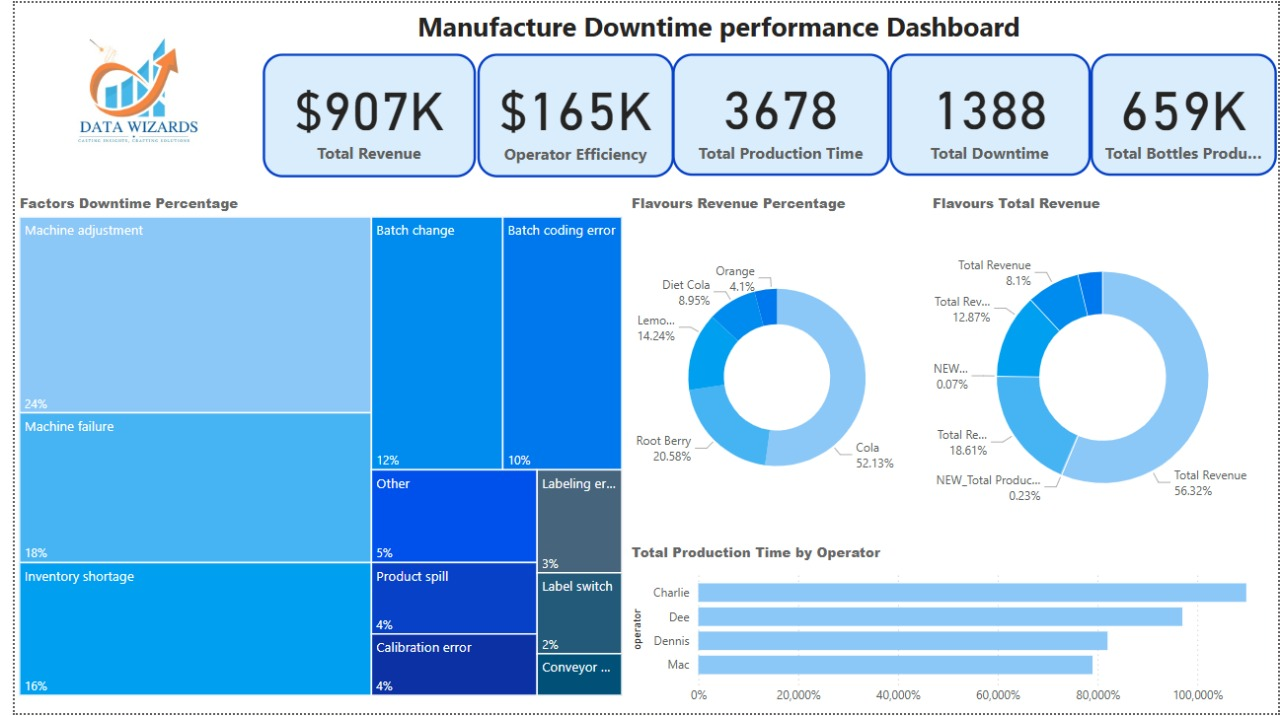 Manufacture Downtime performance Dashboard
DATA WIZARDS
CASTING INSIGHTS, CRAFTING SOLUTIONS
$907K
Total Revenue
$165K
Operator Efficiency
3678
Total Production Time
1388
Total Downtime
659K
Total Bottles Produ...
Factors Downtime Percentage
Machine adjustment
24%
Machine failure
18%
Inventory shortage
16%
Batch change
12%
Batch coding error
10%
Other
5%
Product spill
4%
Calibration error
4%
Labeling er...
3%
Label switch
2%
Conveyor ...
Flavours Revenue Percentage
Orange
4.1%
Diet Cola
8.95%
Lemo...
14.24%
Root Berry
20.58%
Cola
52.13%
Flavours Total Revenue
Total Revenue
8.1%
Total Rev...
12.87%
NEW...
0.07%
Total Re...
18.61%
NEW_Total Produc...
0.23%
Total Revenue
56.32%
Total Production Time by Operator
operator
Charlie
Dee
Dennis
Mac
0%
20,000%
40,000%
60,000%
80,000%
100,000%